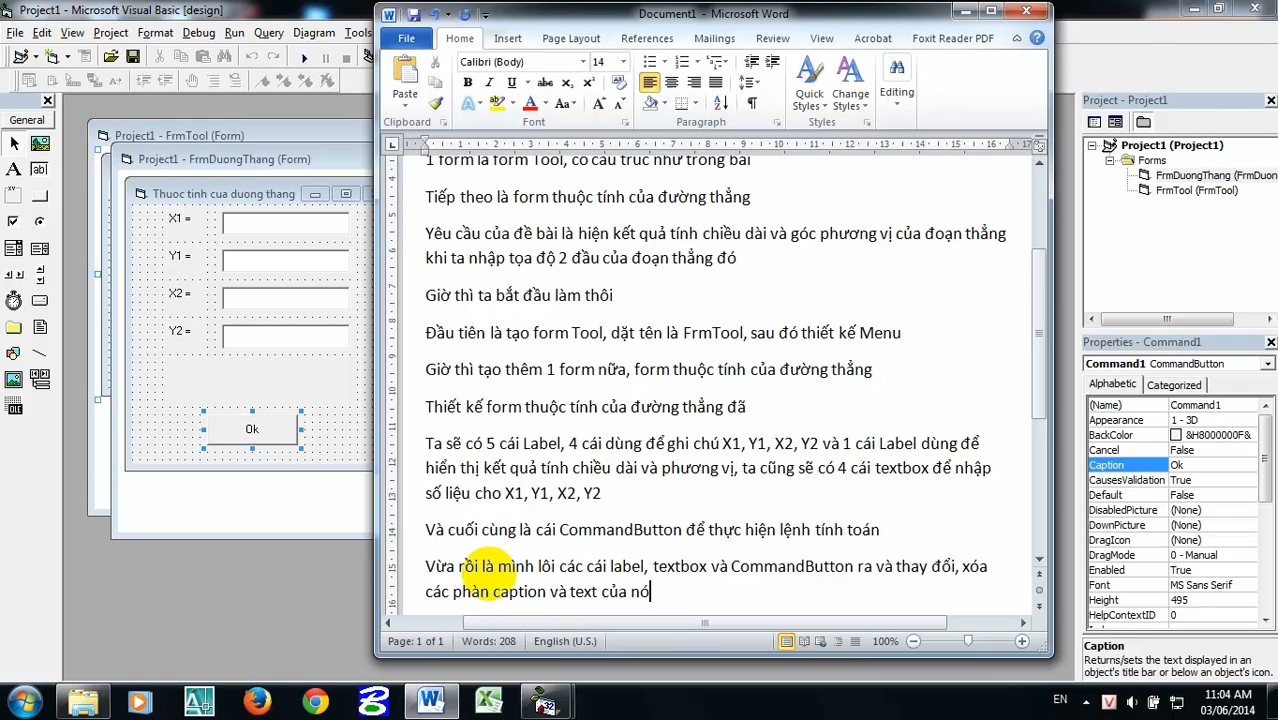 Project1 - Microsoft Visual Basic [design]
File Edit View Project Format Debug Run Query Diagram Tools
General
Project1 - FrmTool (Form)
Project1 - FrmDuongThang (Form)
Thuoc tinh cua duong thang
X1 =
Y1 =
X2 =
Y2 =
Ok
Document1 - Microsoft Word
File Home Insert Page Layout References Mailings Review View Acrobat Foxit Reader PDF
Paste
Calibri (Body) 14
Quick Styles
Change Styles
Editing
Clipboard Font Paragraph Styles
1 form là form Tool, có cấu trúc như trong bài
Tiếp theo là form thuộc tính của đường thẳng
Yêu cầu của đề bài là hiện kết quả tính chiều dài và góc phương vị của đoạn thẳng
khi ta nhập tọa độ 2 đầu của đoạn thẳng đó
Giờ thì ta bắt đầu làm thôi
Đầu tiên là tạo form Tool, dặt tên là FrmTool, sau đó thiết kế Menu
Giờ thì tạo thêm 1 form nữa, form thuộc tính của đường thẳng
Thiết kế form thuộc tính của đường thẳng đã
Ta sẽ có 5 cái Label, 4 cái dùng để ghi chú X1, Y1, X2, Y2 và 1 cái Label dùng để
hiển thị kết quả tính chiều dài và phương vị, ta cũng sẽ có 4 cái textbox để nhập
số liệu cho X1, Y1, X2, Y2
Và cuối cùng là cái CommandButton để thực hiện lệnh tính toán
Vừa rồi là mình lôi các cái label, textbox và CommandButton ra và thay đổi, xóa
các phàn caption và text của nó
Page: 1 of 1 Words: 208 English (U.S.) 100%
Project - Project1
Project1 (Project1)
Forms
FrmDuongThang (FrmDuon
FrmTool (FrmTool)
Properties - Command1
Command1 CommandButton
Alphabetic Categorized
(Name) Command1
Appearance 1 - 3D
BackColor &H8000000F&
Cancel False
Caption Ok
CausesValidation True
Default False
DisabledPicture (None)
DownPicture (None)
DragIcon (None)
DragMode 0 - Manual
Enabled True
Font MS Sans Serif
Height 495
HelpContextID 0
Caption
Returns/sets the text displayed in
an object's title bar or below an object's icon.
EN
11:04 AM
03/06/2014